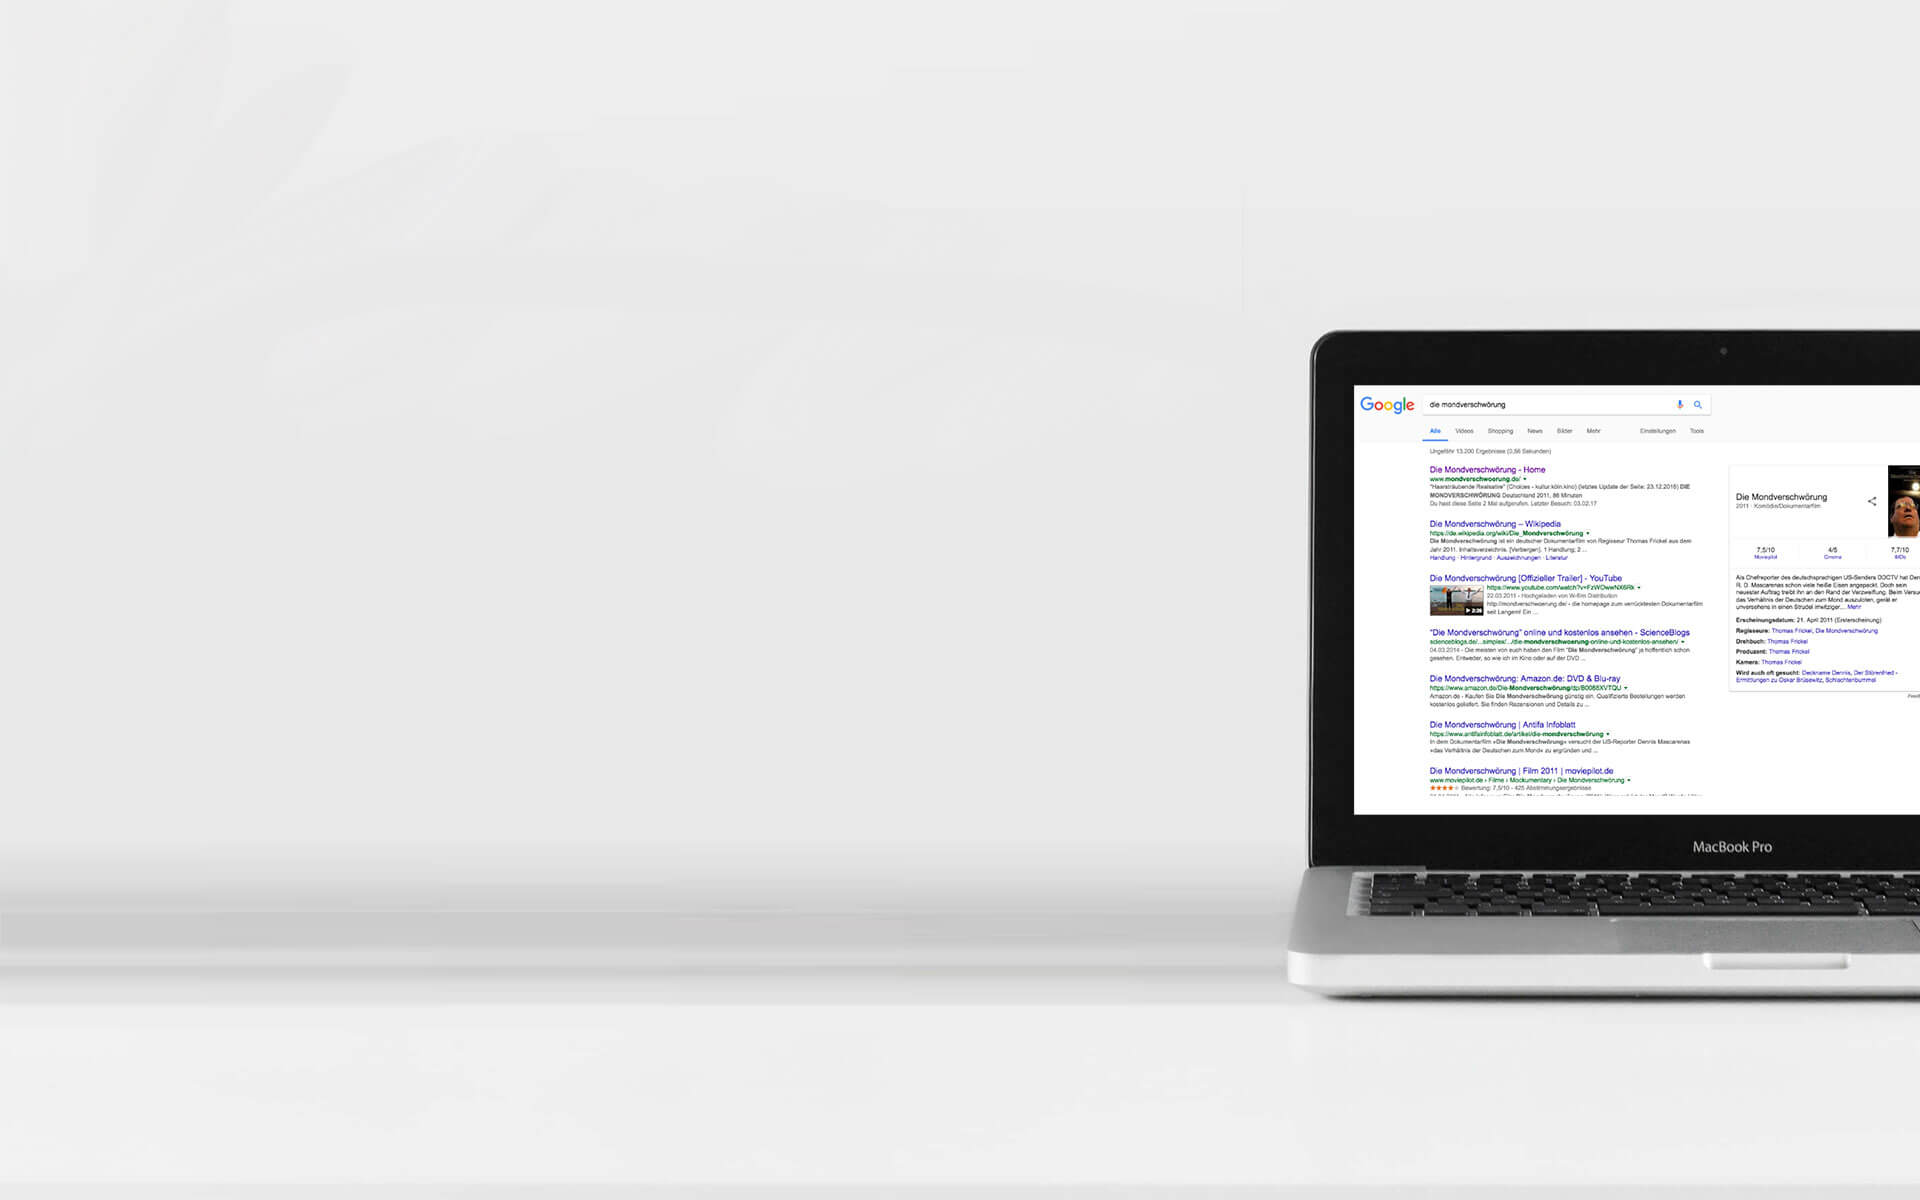 Google
die mondverschwörung
Alle Videos Shopping News Bilder Mehr Einstellungen Tools
Ungefähr 13.200 Ergebnisse (0,56 Sekunden)
Die Mondverschwörung - Home
www.mondverschwoerung.de/
"Haarsträubende Realsatire" (Choices - kultur.köln.kino) (letztes Update der Seite: 23.12.2016) DIE
MONDVERSCHWÖRUNG Deutschland 2011, 86 Minuten
Du hast diese Seite 2 Mal aufgerufen. Letzter Besuch: 03.02.17
Die Mondverschwörung – Wikipedia
https://de.wikipedia.org/wiki/Die_Mondverschwörung
Die Mondverschwörung ist ein deutscher Dokumentarfilm von Regisseur Thomas Frickel aus dem
Jahr 2011. Inhaltsverzeichnis. [Verbergen]. 1 Handlung; 2 ...
Handlung · Hintergrund · Auszeichnungen · Literatur
Die Mondverschwörung [Offizieller Trailer] - YouTube
https://www.youtube.com/watch?v=FzWOwwNX6Rk
22.03.2011 - Hochgeladen von W-film Distribution
http://mondverschwoerung.de/ - die homepage zum verrücktesten Dokumentarfilm
seit Langem! Ein ...
2:36
"Die Mondverschwörung" online und kostenlos ansehen - ScienceBlogs
scienceblogs.de/...simplex/.../die-mondverschwoerung-online-und-kostenlos-ansehen/
04.03.2014 - Die meisten von euch haben den Film "Die Mondverschwörung" ja hoffentlich schon
gesehen. Entweder, so wie ich im Kino oder auf der DVD ...
Die Mondverschwörung: Amazon.de: DVD & Blu-ray
https://www.amazon.de/Die-Mondverschwörung/dp/B0068XVTQU
Amazon.de - Kaufen Sie Die Mondverschwörung günstig ein. Qualifizierte Bestellungen werden
kostenlos geliefert. Sie finden Rezensionen und Details zu ...
Die Mondverschwörung | Antifa Infoblatt
https://www.antifainfoblatt.de/artikel/die-mondverschwörung
In dem Dokumentarfilm »Die Mondverschwörung« versucht der US-Reporter Dennis Mascarenas
»das Verhältnis der Deutschen zum Mond« zu ergründen und ...
Die Mondverschwörung | Film 2011 | moviepilot.de
www.moviepilot.de › Filme › Mockumentary › Die Mondverschwörung
Bewertung: 7,5/10 - 425 Abstimmungsergebnisse
Die Mondverschwörung
2011 · Komödie/Dokumentarfilm
7,5/10 4/5 7,7/10
Moviepilot Cinema IMDb
Als Chefreporter des deutschsprachigen US-Senders DDCTV hat Den
R. D. Mascarenas schon viele heiße Eisen angepackt. Doch sein
neuester Auftrag treibt ihn an den Rand der Verzweiflung. Beim Versu
das Verhältnis der Deutschen zum Mond auszuloten, gerät er
unversehens in einen Strudel irrwitziger.... Mehr
Erscheinungsdatum: 21. April 2011 (Ersterscheinung)
Regisseure: Thomas Frickel, Die Mondverschwörung
Drehbuch: Thomas Frickel
Produzent: Thomas Frickel
Kamera: Thomas Frickel
Wird auch oft gesucht: Deckname Dennis, Der Störenfried -
Ermittlungen zu Oskar Brüsewitz, Schlachtenbummel
Feed
MacBook Pro